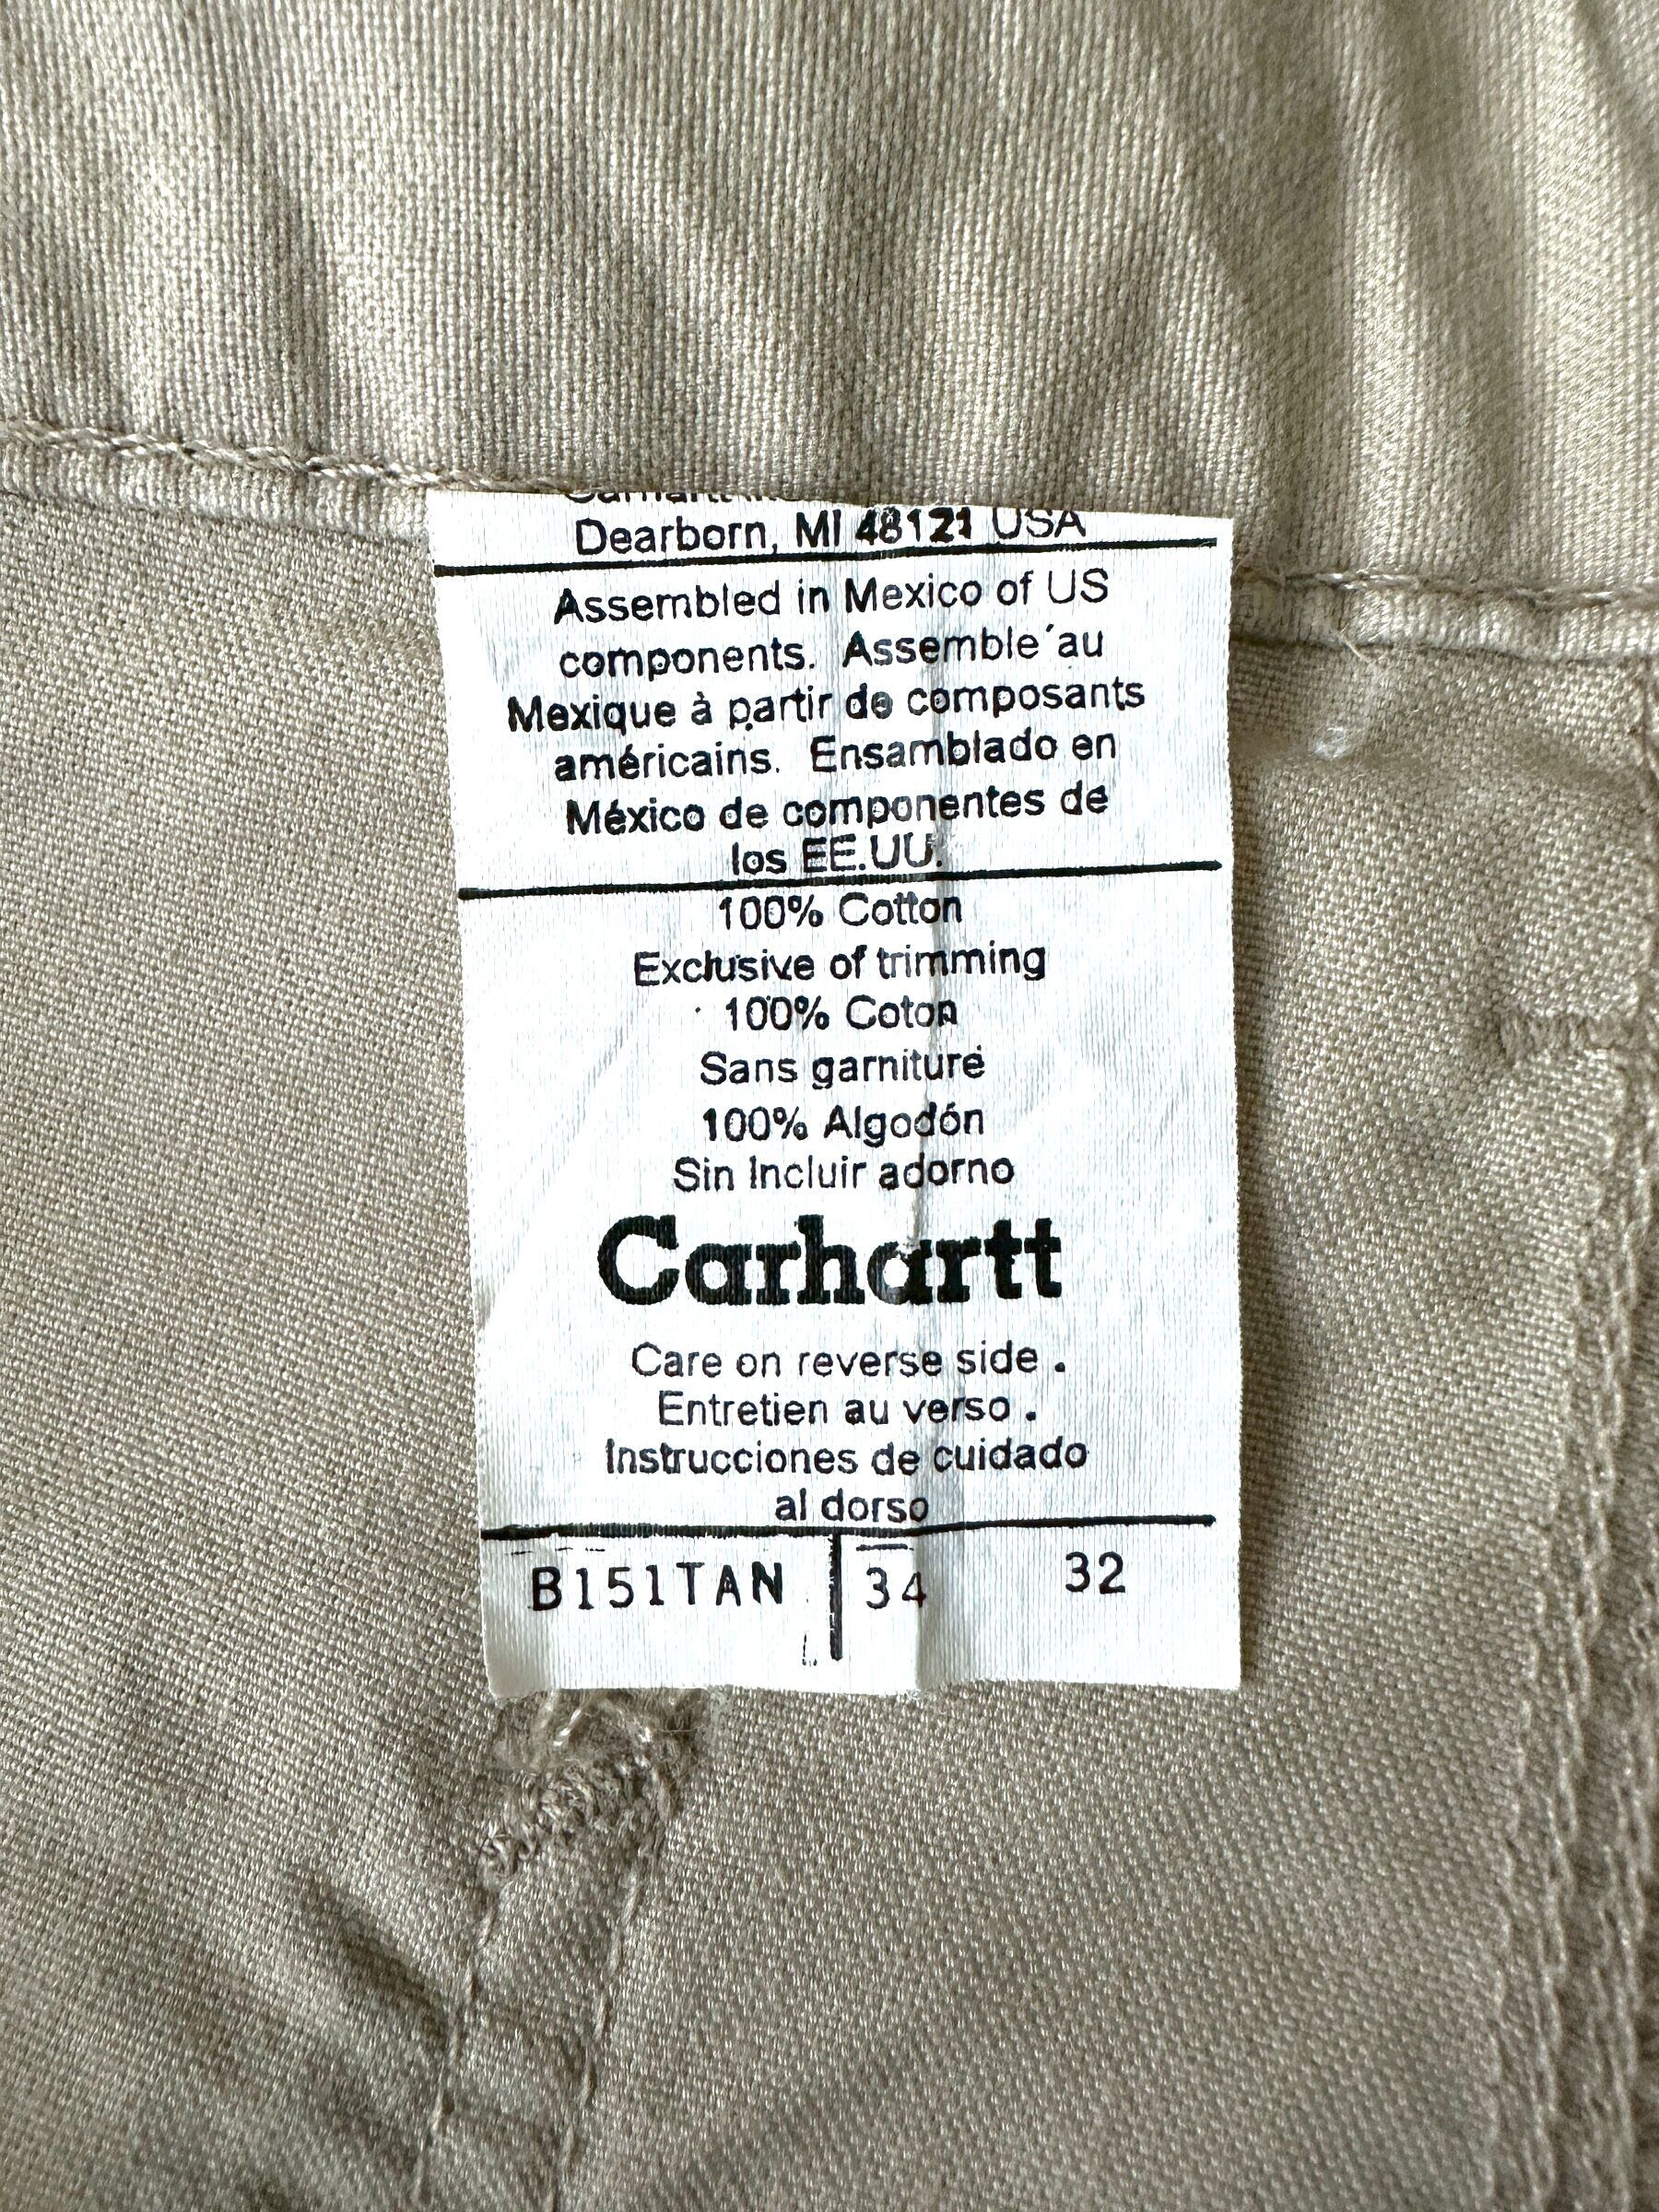 Dearborn, MI 48121 USA
Assembled in Mexico of US
components. Assemble´au
Mexique à partir de composants
américains. Ensamblado en
México de componentes de
los EE.UU.
100% Cotton
Exclusive of trimming
100% Coton
Sans garniture
100% Algodón
Sin Incluir adorno
Carhartt
Care on reverse side .
Entretien au verso .
Instrucciones de cuidado
al dorso
B151TAN 34 32